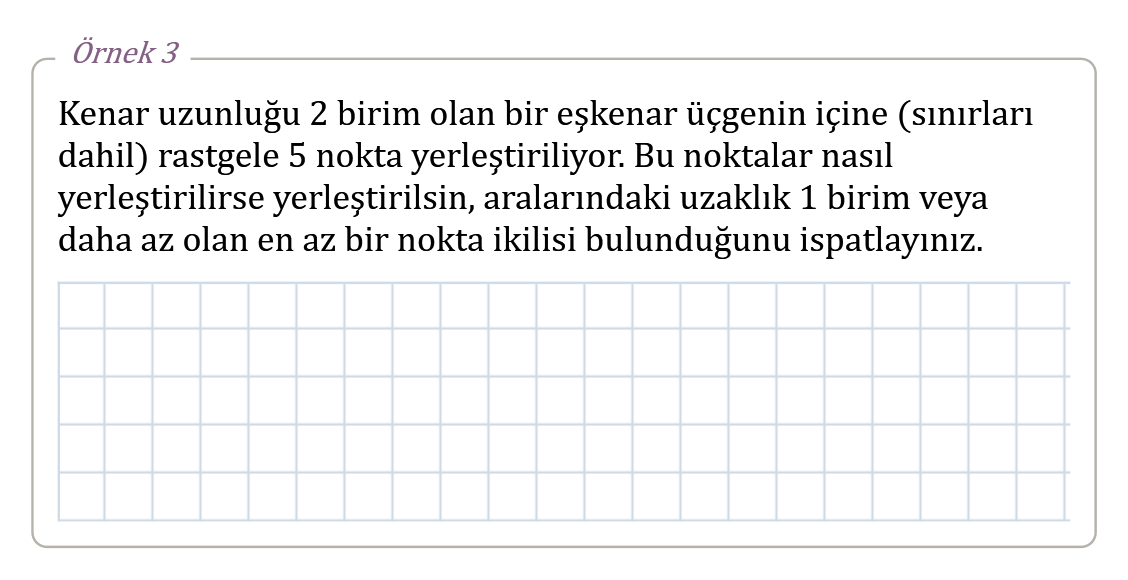 Örnek 3
Kenar uzunluğu 2 birim olan bir eşkenar üçgenin içine (sınırları
dahil) rastgele 5 nokta yerleştiriliyor. Bu noktalar nasıl
yerleştirilirse yerleştirilsin, aralarındaki uzaklık 1 birim veya
daha az olan en az bir nokta ikilisi bulunduğunu ispatlayınız.